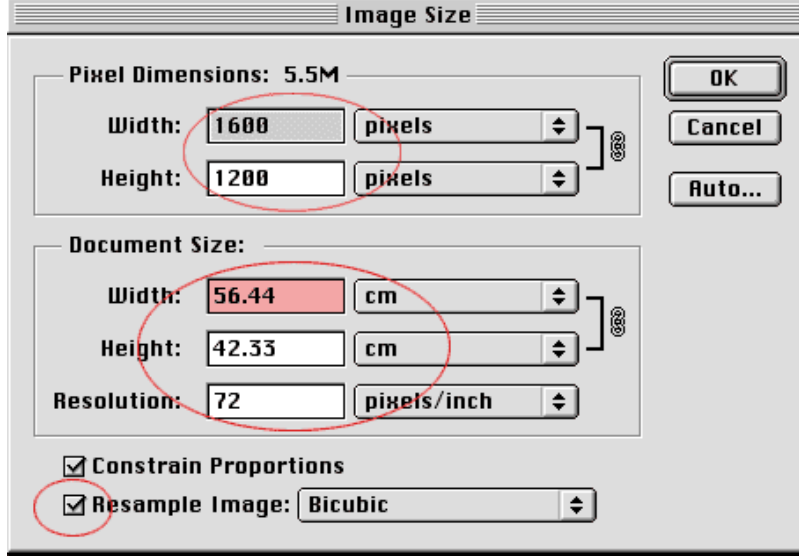 Image Size
Pixel Dimensions: 5.5M
OK
Width: 1600 pixels
Cancel
Height: 1200 pixels
Auto...
Document Size:
Width: 56.44 cm
Height: 42.33 cm
Resolution: 72 pixels/inch
Constrain Proportions
Resample Image: Bicubic